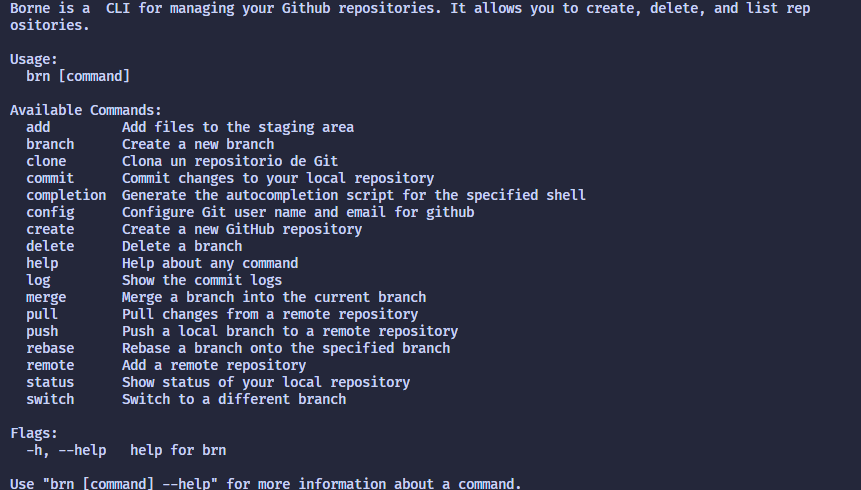 Borne is a  CLI for managing your Github repositories. It allows you to create, delete, and list rep
ositories.

Usage:
  brn [command]

Available Commands:
  add         Add files to the staging area
  branch      Create a new branch
  clone       Clona un repositorio de Git
  commit      Commit changes to your local repository
  completion  Generate the autocompletion script for the specified shell
  config      Configure Git user name and email for github
  create      Create a new GitHub repository
  delete      Delete a branch
  help        Help about any command
  log         Show the commit logs
  merge       Merge a branch into the current branch
  pull        Pull changes from a remote repository
  push        Push a local branch to a remote repository
  rebase      Rebase a branch onto the specified branch
  remote      Add a remote repository
  status      Show status of your local repository
  switch      Switch to a different branch

Flags:
  -h, --help   help for brn

Use "brn [command] --help" for more information about a command.